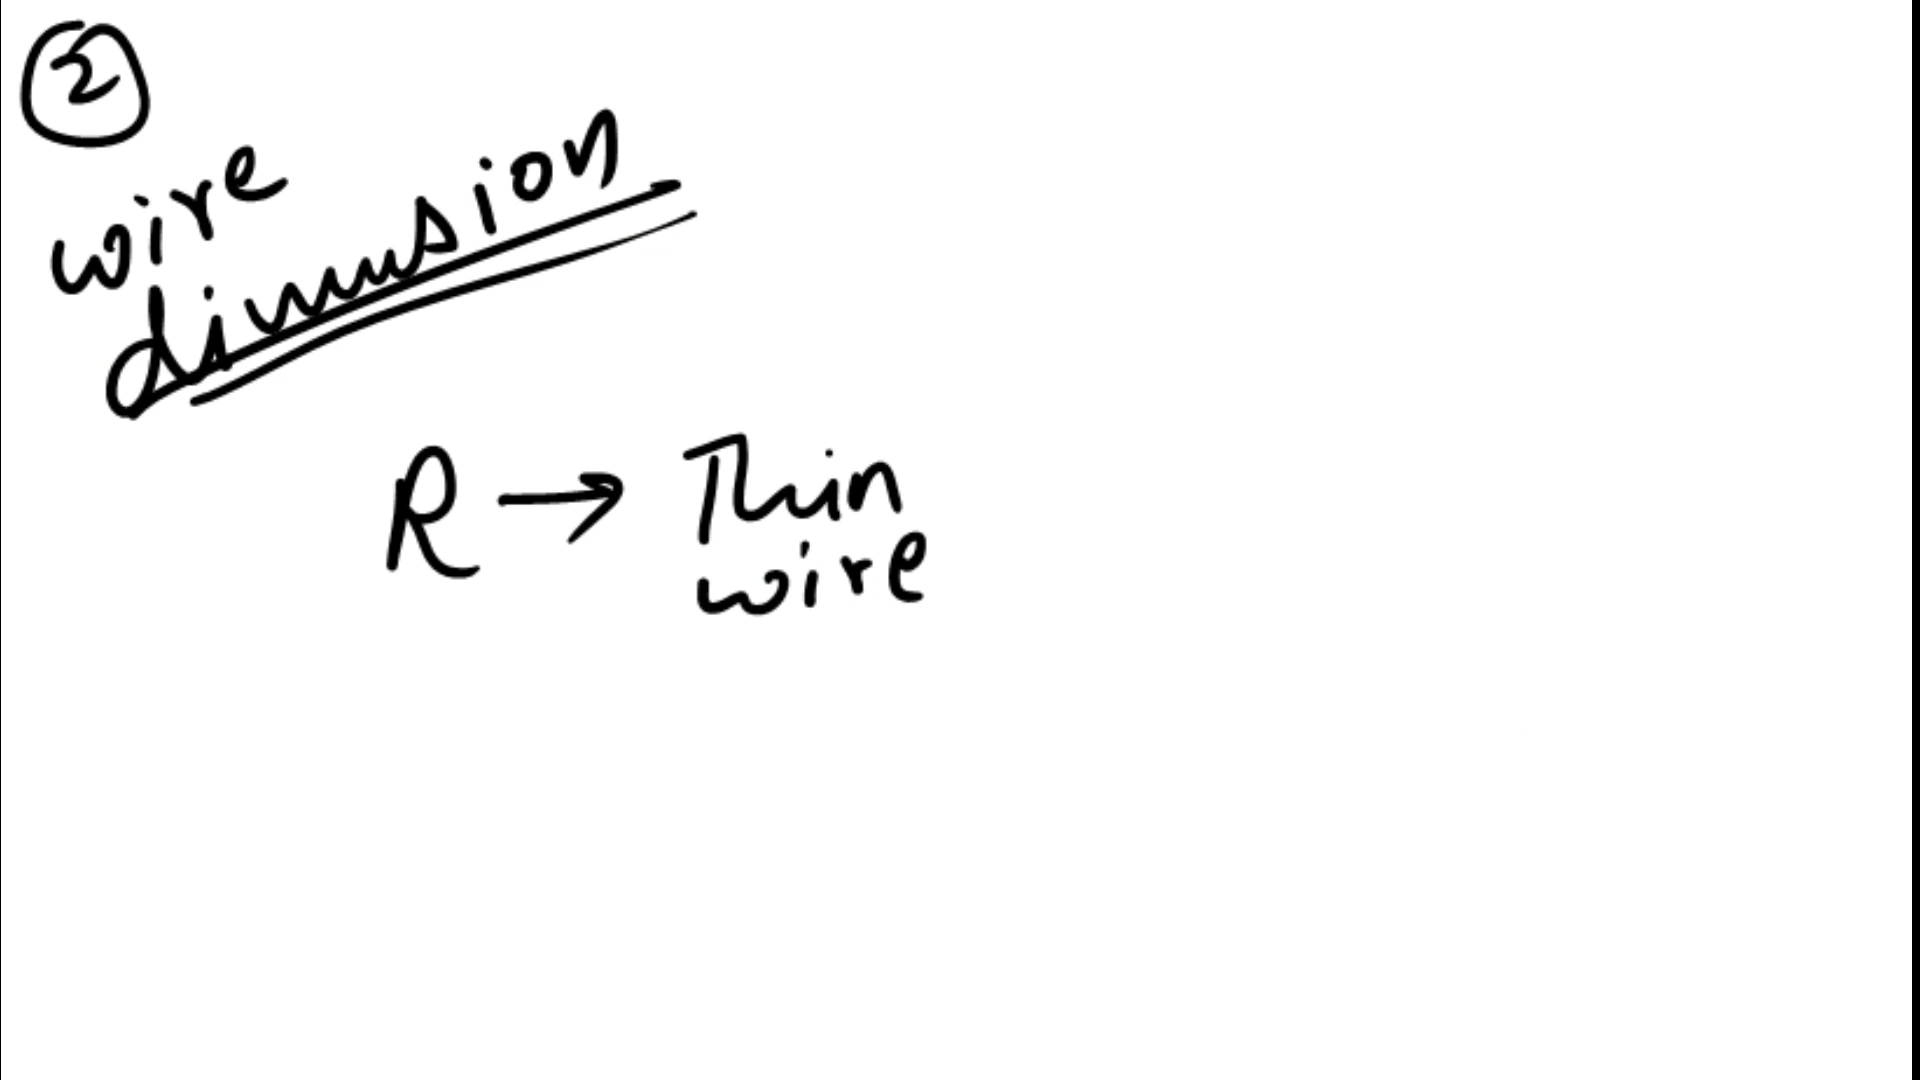 2
wire
dimension
R → Thin
wire